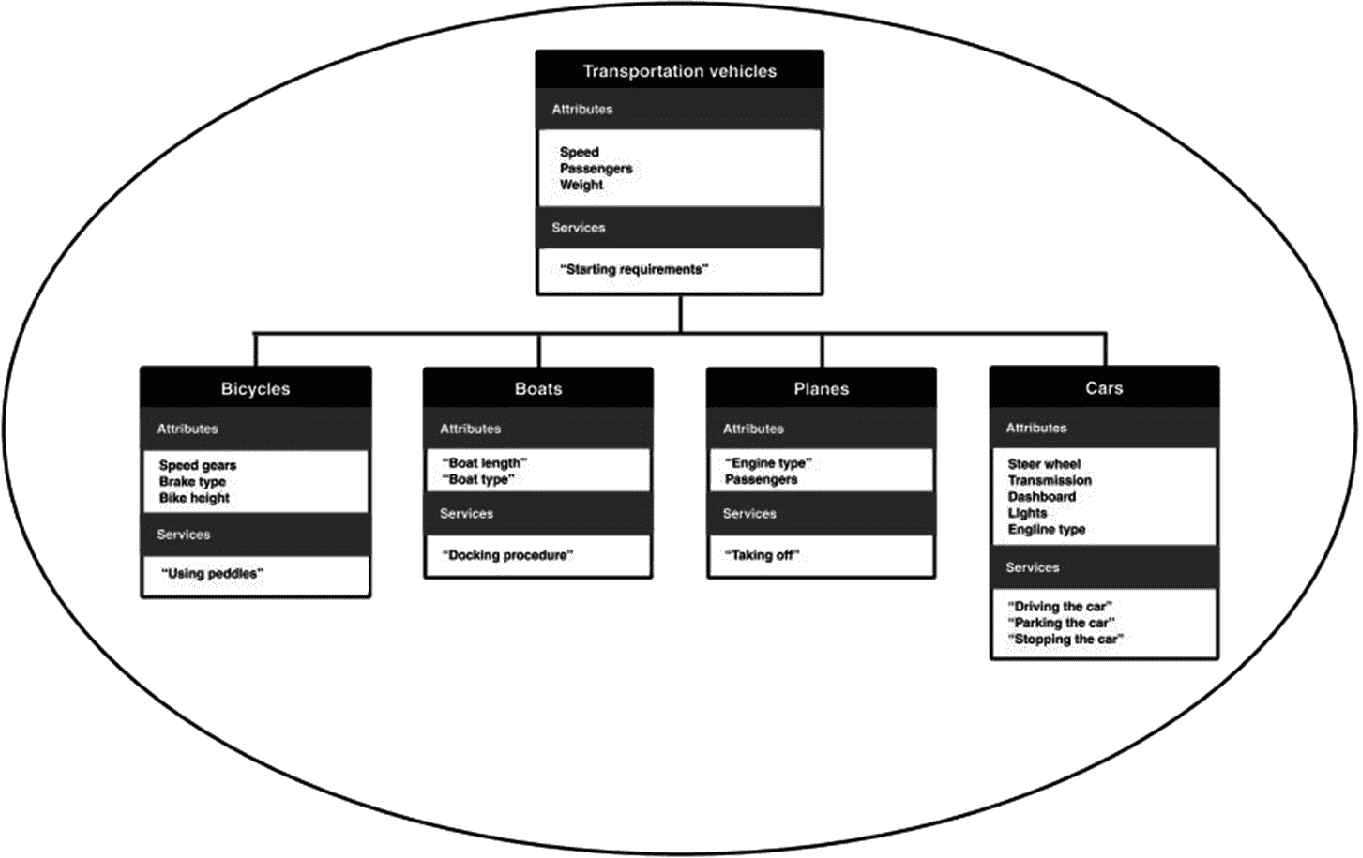 Transportation vehicles
Attributes
Speed
Passengers
Weight
Services
“Starting requirements”
Bicycles
Attributes
Speed gears
Brake type
Bike height
Services
“Using peddles”
Boats
Attributes
“Boat length”
“Boat type”
Services
“Docking procedure”
Planes
Attributes
“Engine type”
Passengers
Services
“Taking off”
Cars
Attributes
Steer wheel
Transmission
Dashboard
Lights
Engline type
Services
“Driving the car”
“Parking the car”
“Stopping the car”